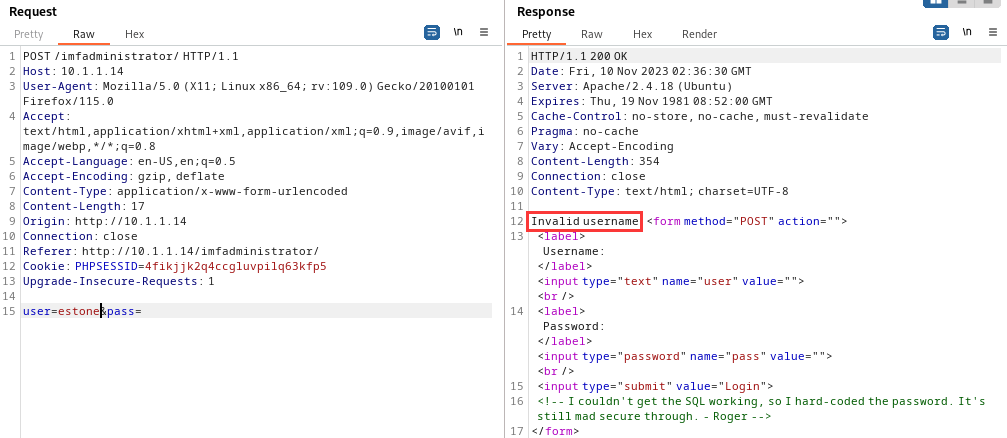 Request
Pretty Raw Hex
\n
1 POST /imfadministrator/ HTTP/1.1
2 Host: 10.1.1.14
3 User-Agent: Mozilla/5.0 (X11; Linux x86_64; rv:109.0) Gecko/20100101
Firefox/115.0
4 Accept:
text/html,application/xhtml+xml,application/xml;q=0.9,image/avif,i
mage/webp,*/*;q=0.8
5 Accept-Language: en-US,en;q=0.5
6 Accept-Encoding: gzip, deflate
7 Content-Type: application/x-www-form-urlencoded
8 Content-Length: 17
9 Origin: http://10.1.1.14
10 Connection: close
11 Referer: http://10.1.1.14/imfadministrator/
12 Cookie: PHPSESSID=4fikjjk2q4ccgluvpilq63kfp5
13 Upgrade-Insecure-Requests: 1
14
15 user=estone&pass=
Response
Pretty Raw Hex Render
\n
1 HTTP/1.1 200 OK
2 Date: Fri, 10 Nov 2023 02:36:30 GMT
3 Server: Apache/2.4.18 (Ubuntu)
4 Expires: Thu, 19 Nov 1981 08:52:00 GMT
5 Cache-Control: no-store, no-cache, must-revalidate
6 Pragma: no-cache
7 Vary: Accept-Encoding
8 Content-Length: 354
9 Connection: close
10 Content-Type: text/html; charset=UTF-8
11
12 Invalid username <form method="POST" action="">
13 <label>
Username:
</label>
<input type="text" name="user" value="">
<br />
14 <label>
Password:
</label>
<input type="password" name="pass" value="">
<br />
15 <input type="submit" value="Login">
16 <!-- I couldn't get the SQL working, so I hard-coded the password. It's
still mad secure through. - Roger -->
17 </form>